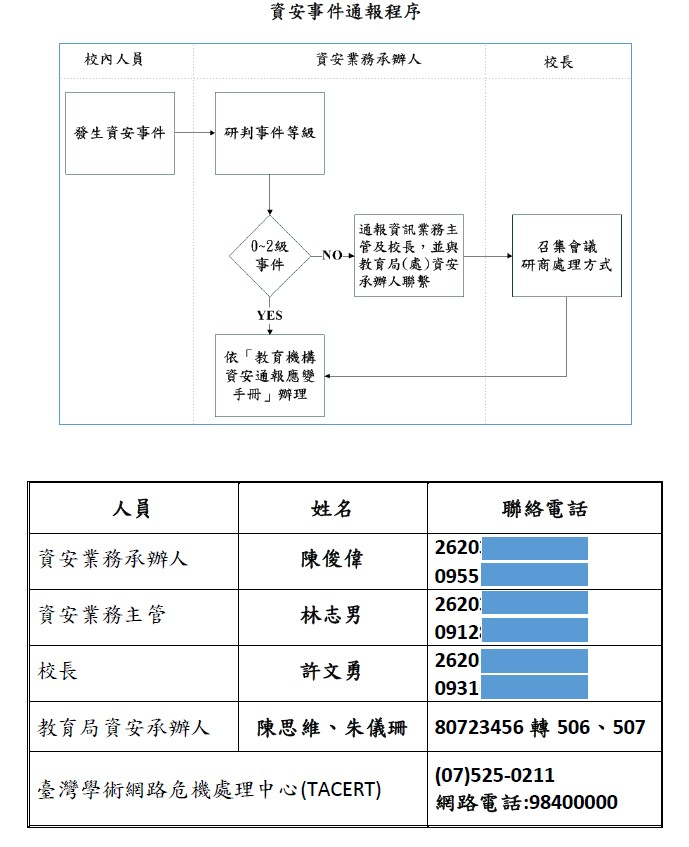 資安事件通報程序
校內人員
資安業務承辦人
校長
發生資安事件
研判事件等級
0~2級
事件
NO
通報資訊業務主
管及校長，並與
教育局(處)資安
承辦人聯繫
召集會議
研商處理方式
YES
依「教育機構
資安通報應變
手冊」辦理
人員 姓名 聯絡電話
資安業務承辦人 陳俊偉 2620
0955
資安業務主管 林志男 2620
0912
校長 許文勇 2620
0931
教育局資安承辦人 陳思維、朱儀珊 80723456 轉 506、507
臺灣學術網路危機處理中心(TACERT) (07)525-0211
網路電話:98400000